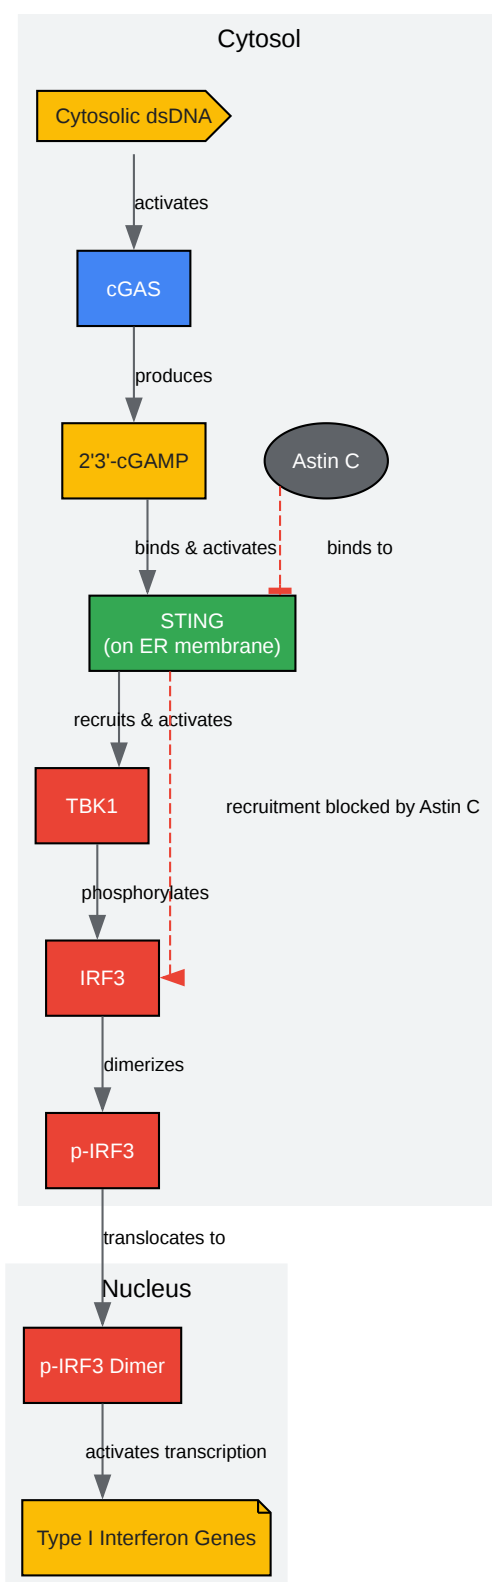 Cytosol
Cytosolic dsDNA
activates
cGAS
produces
2'3'-cGAMP
Astin C
binds & activates
binds to
STING
(on ER membrane)
recruits & activates
TBK1
recruitment blocked by Astin C
phosphorylates
IRF3
dimerizes
p-IRF3
translocates to
Nucleus
p-IRF3 Dimer
activates transcription
Type I Interferon Genes